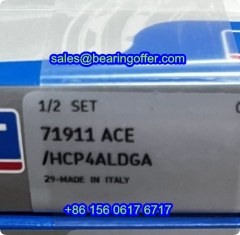 sales@bearingoffer.com
1/2 SET
71911 ACE
/HCP4ALDGA
29-MADE IN ITALY
+86 156 0617 6717